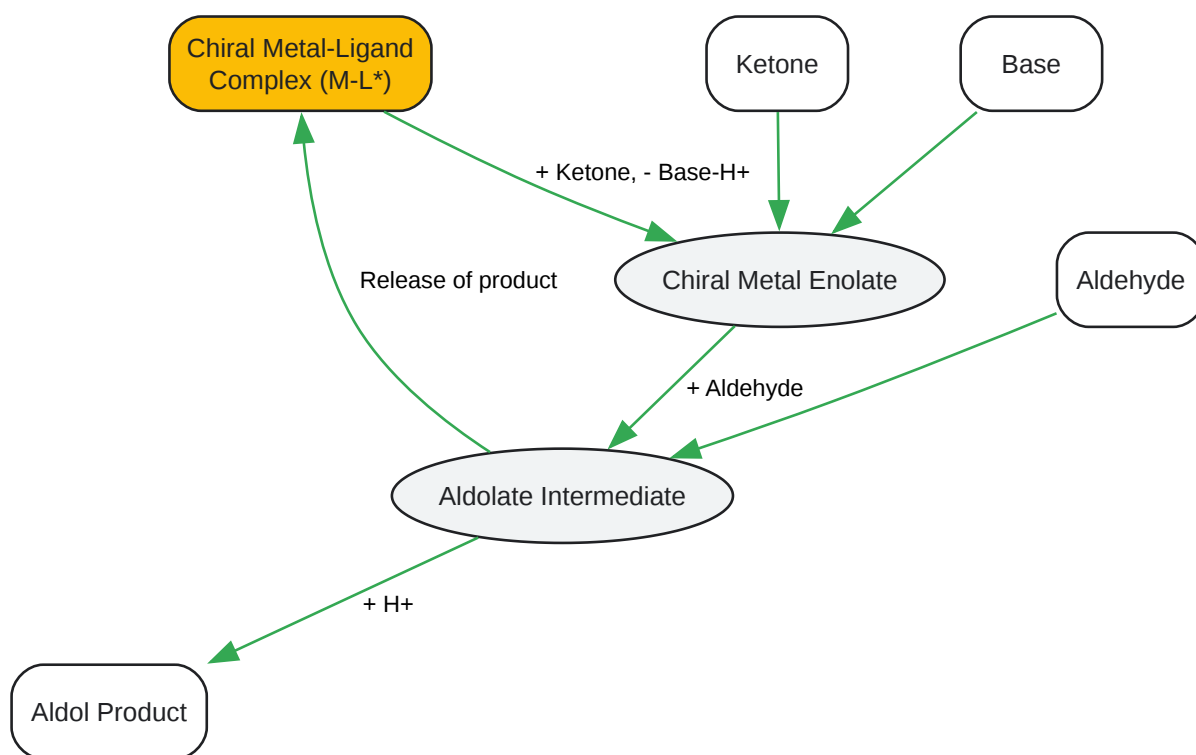 Chiral Metal-Ligand
Complex (M-L*)
Ketone
Base
+ Ketone, - Base-H+
Release of product
Chiral Metal Enolate
Aldehyde
+ Aldehyde
Aldolate Intermediate
+ H+
Aldol Product